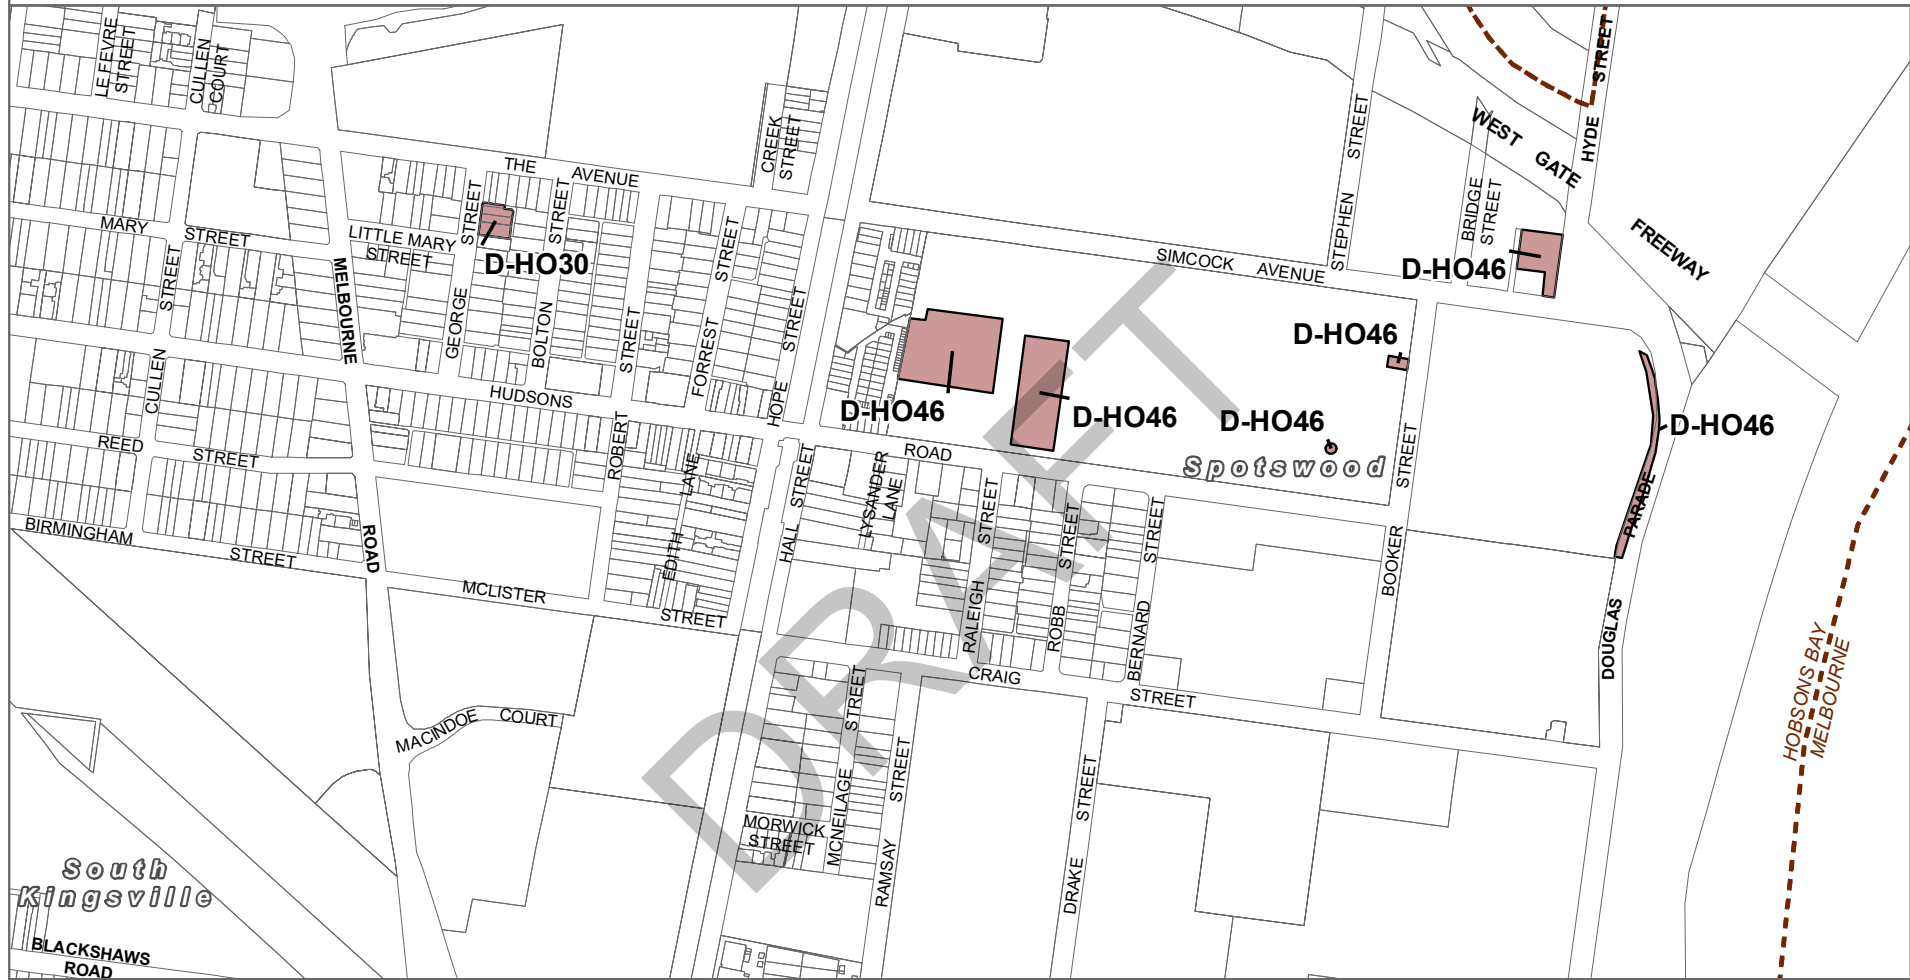 LE FEVRE
STREET
CULLEN
COURT
HYDE STREET
CREEK
STREET
STEPHEN STREET
WEST GATE
FREEWAY
THE AVENUE
BRIDGE
STREET
MARY STREET
LITTLE MARY
STREET
GEORGE STREET
BOLTON STREET
D-HO30
STREET
CULLEN
MELBOURNE
ROAD
ROBERT STREET
FORREST STREET
HOPE STREET
SIMCOCK AVENUE
D-HO46
D-HO46
D-HO46
D-HO46
D-HO46
D-HO46
HUDSONS ROAD
Spotswood
REED STREET
EDITH LANE
HALL STREET
LYSANDER
LANE
RALEIGH STREET
ROBB STREET
BERNARD STREET
BOOKER STREET
DOUGLAS PARADE
BIRMINGHAM STREET
MCLISTER STREET
CRAIG STREET
MACINDOE COURT
MCNEILAGE STREET
RAMSAY STREET
DRAKE STREET
MORWICK
STREET
HOBSONS BAY
MELBOURNE
South
Kingsville
BLACKSHAWS
ROAD
DRAFT